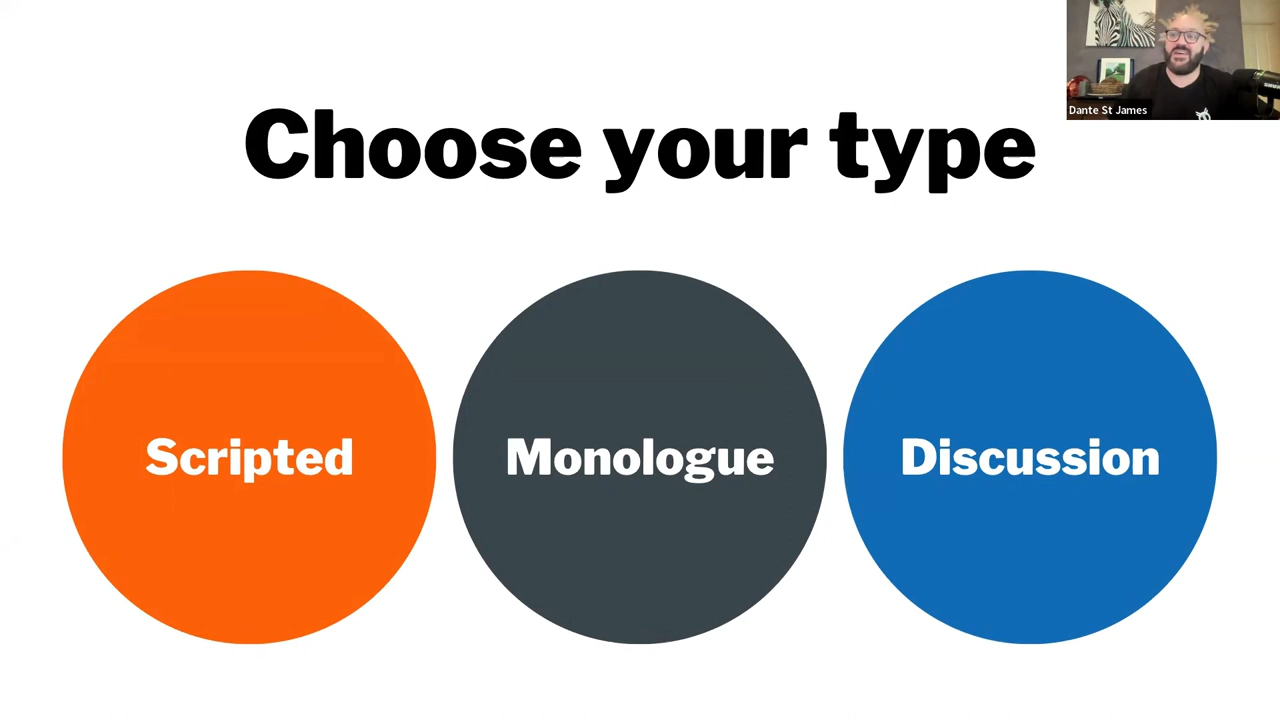 Choose your type
Dante St James
Scripted
Monologue
Discussion